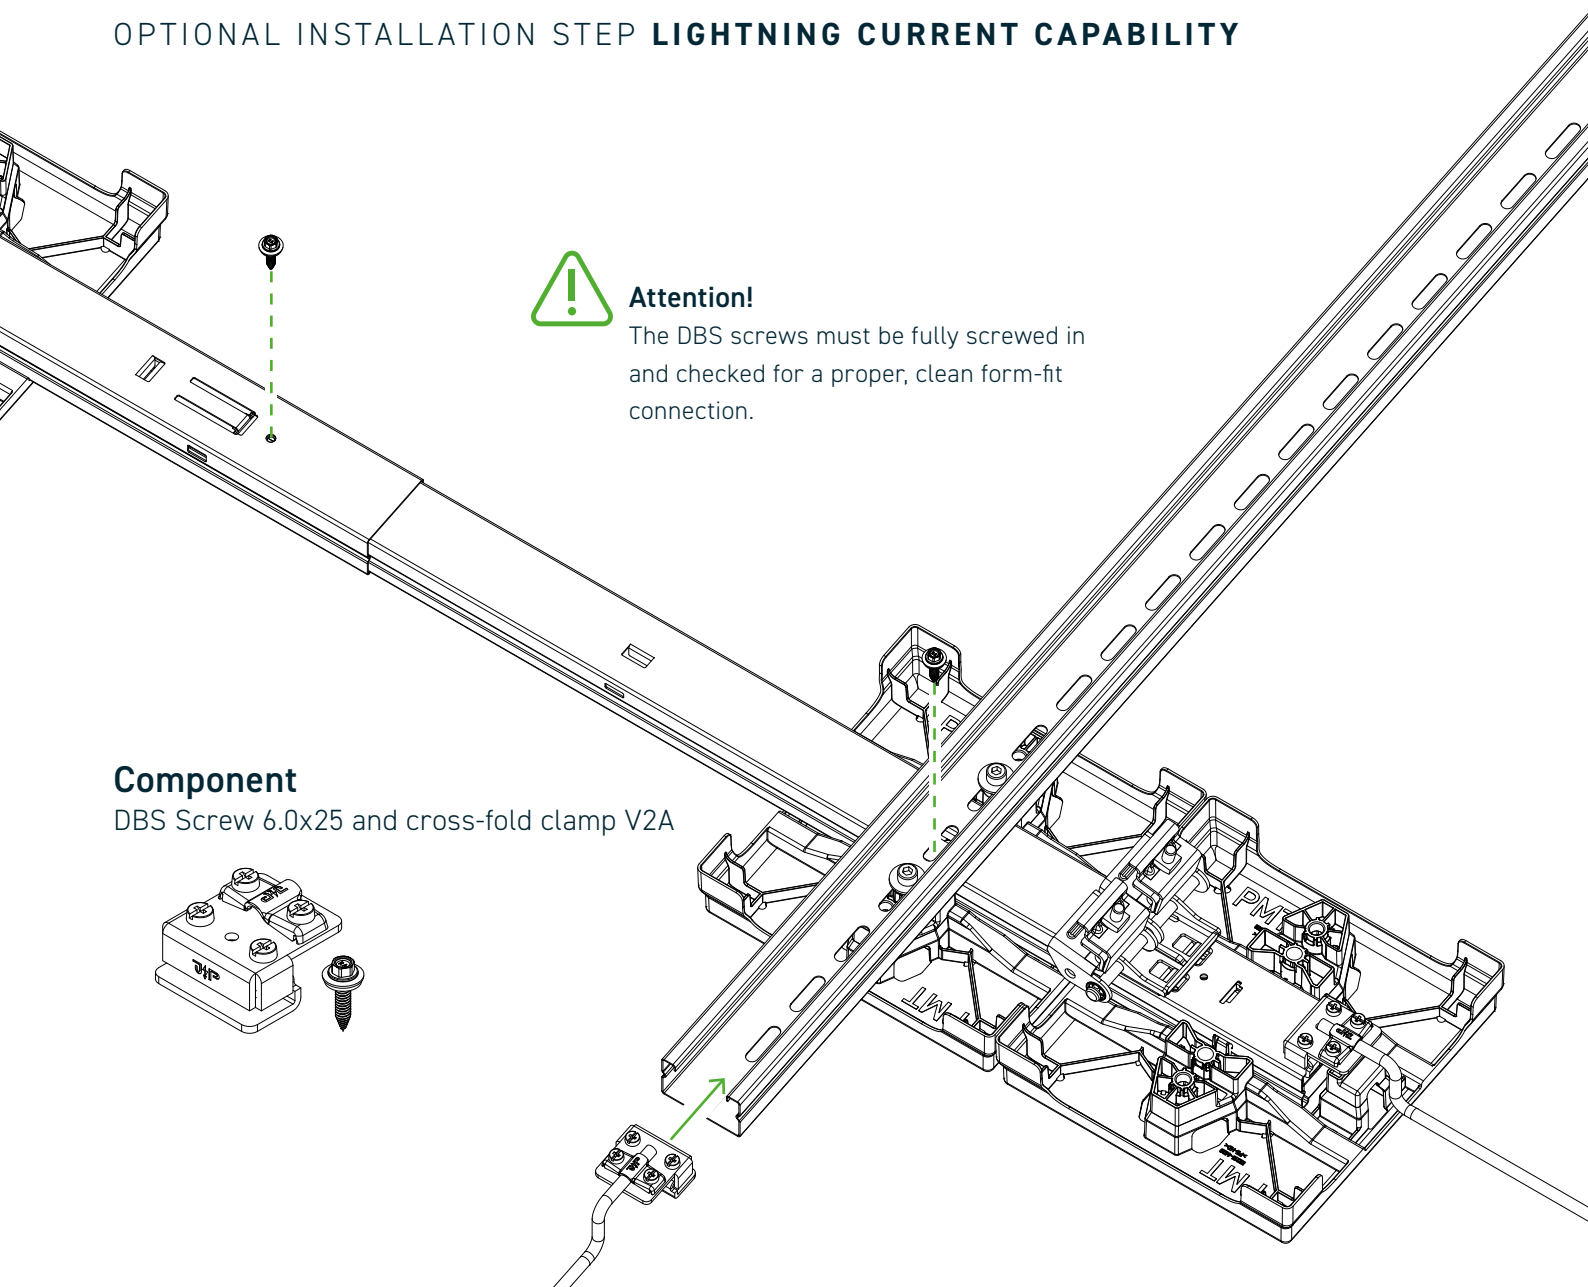 OPTIONAL INSTALLATION STEP LIGHTNING CURRENT CAPABILITY
Attention!
The DBS screws must be fully screwed in
and checked for a proper, clean form-fit
connection.
Component
DBS Screw 6.0x25 and cross-fold clamp V2A
PMT
MT
MT